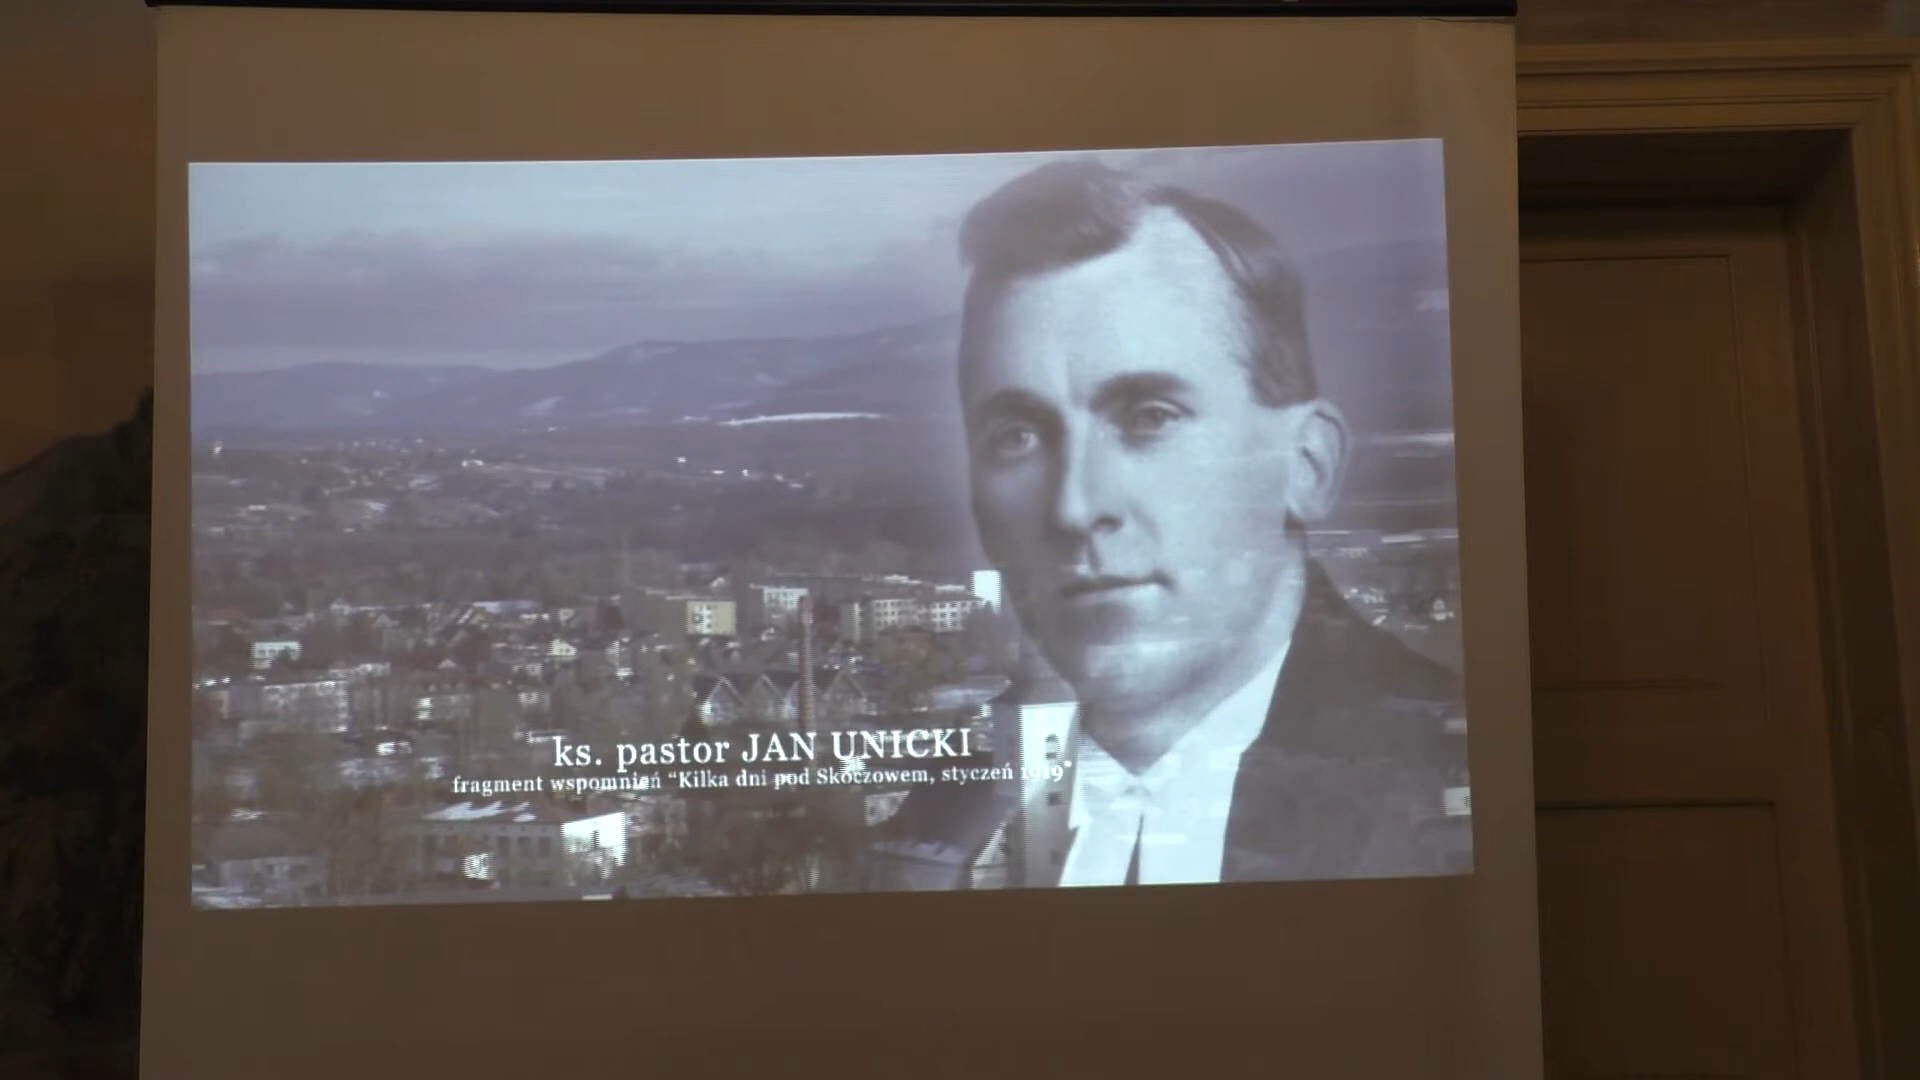 ks. pastor JAN UNICKI
fragment wspomnień “Kilka dni pod Skoczowem, styczeń 1919”